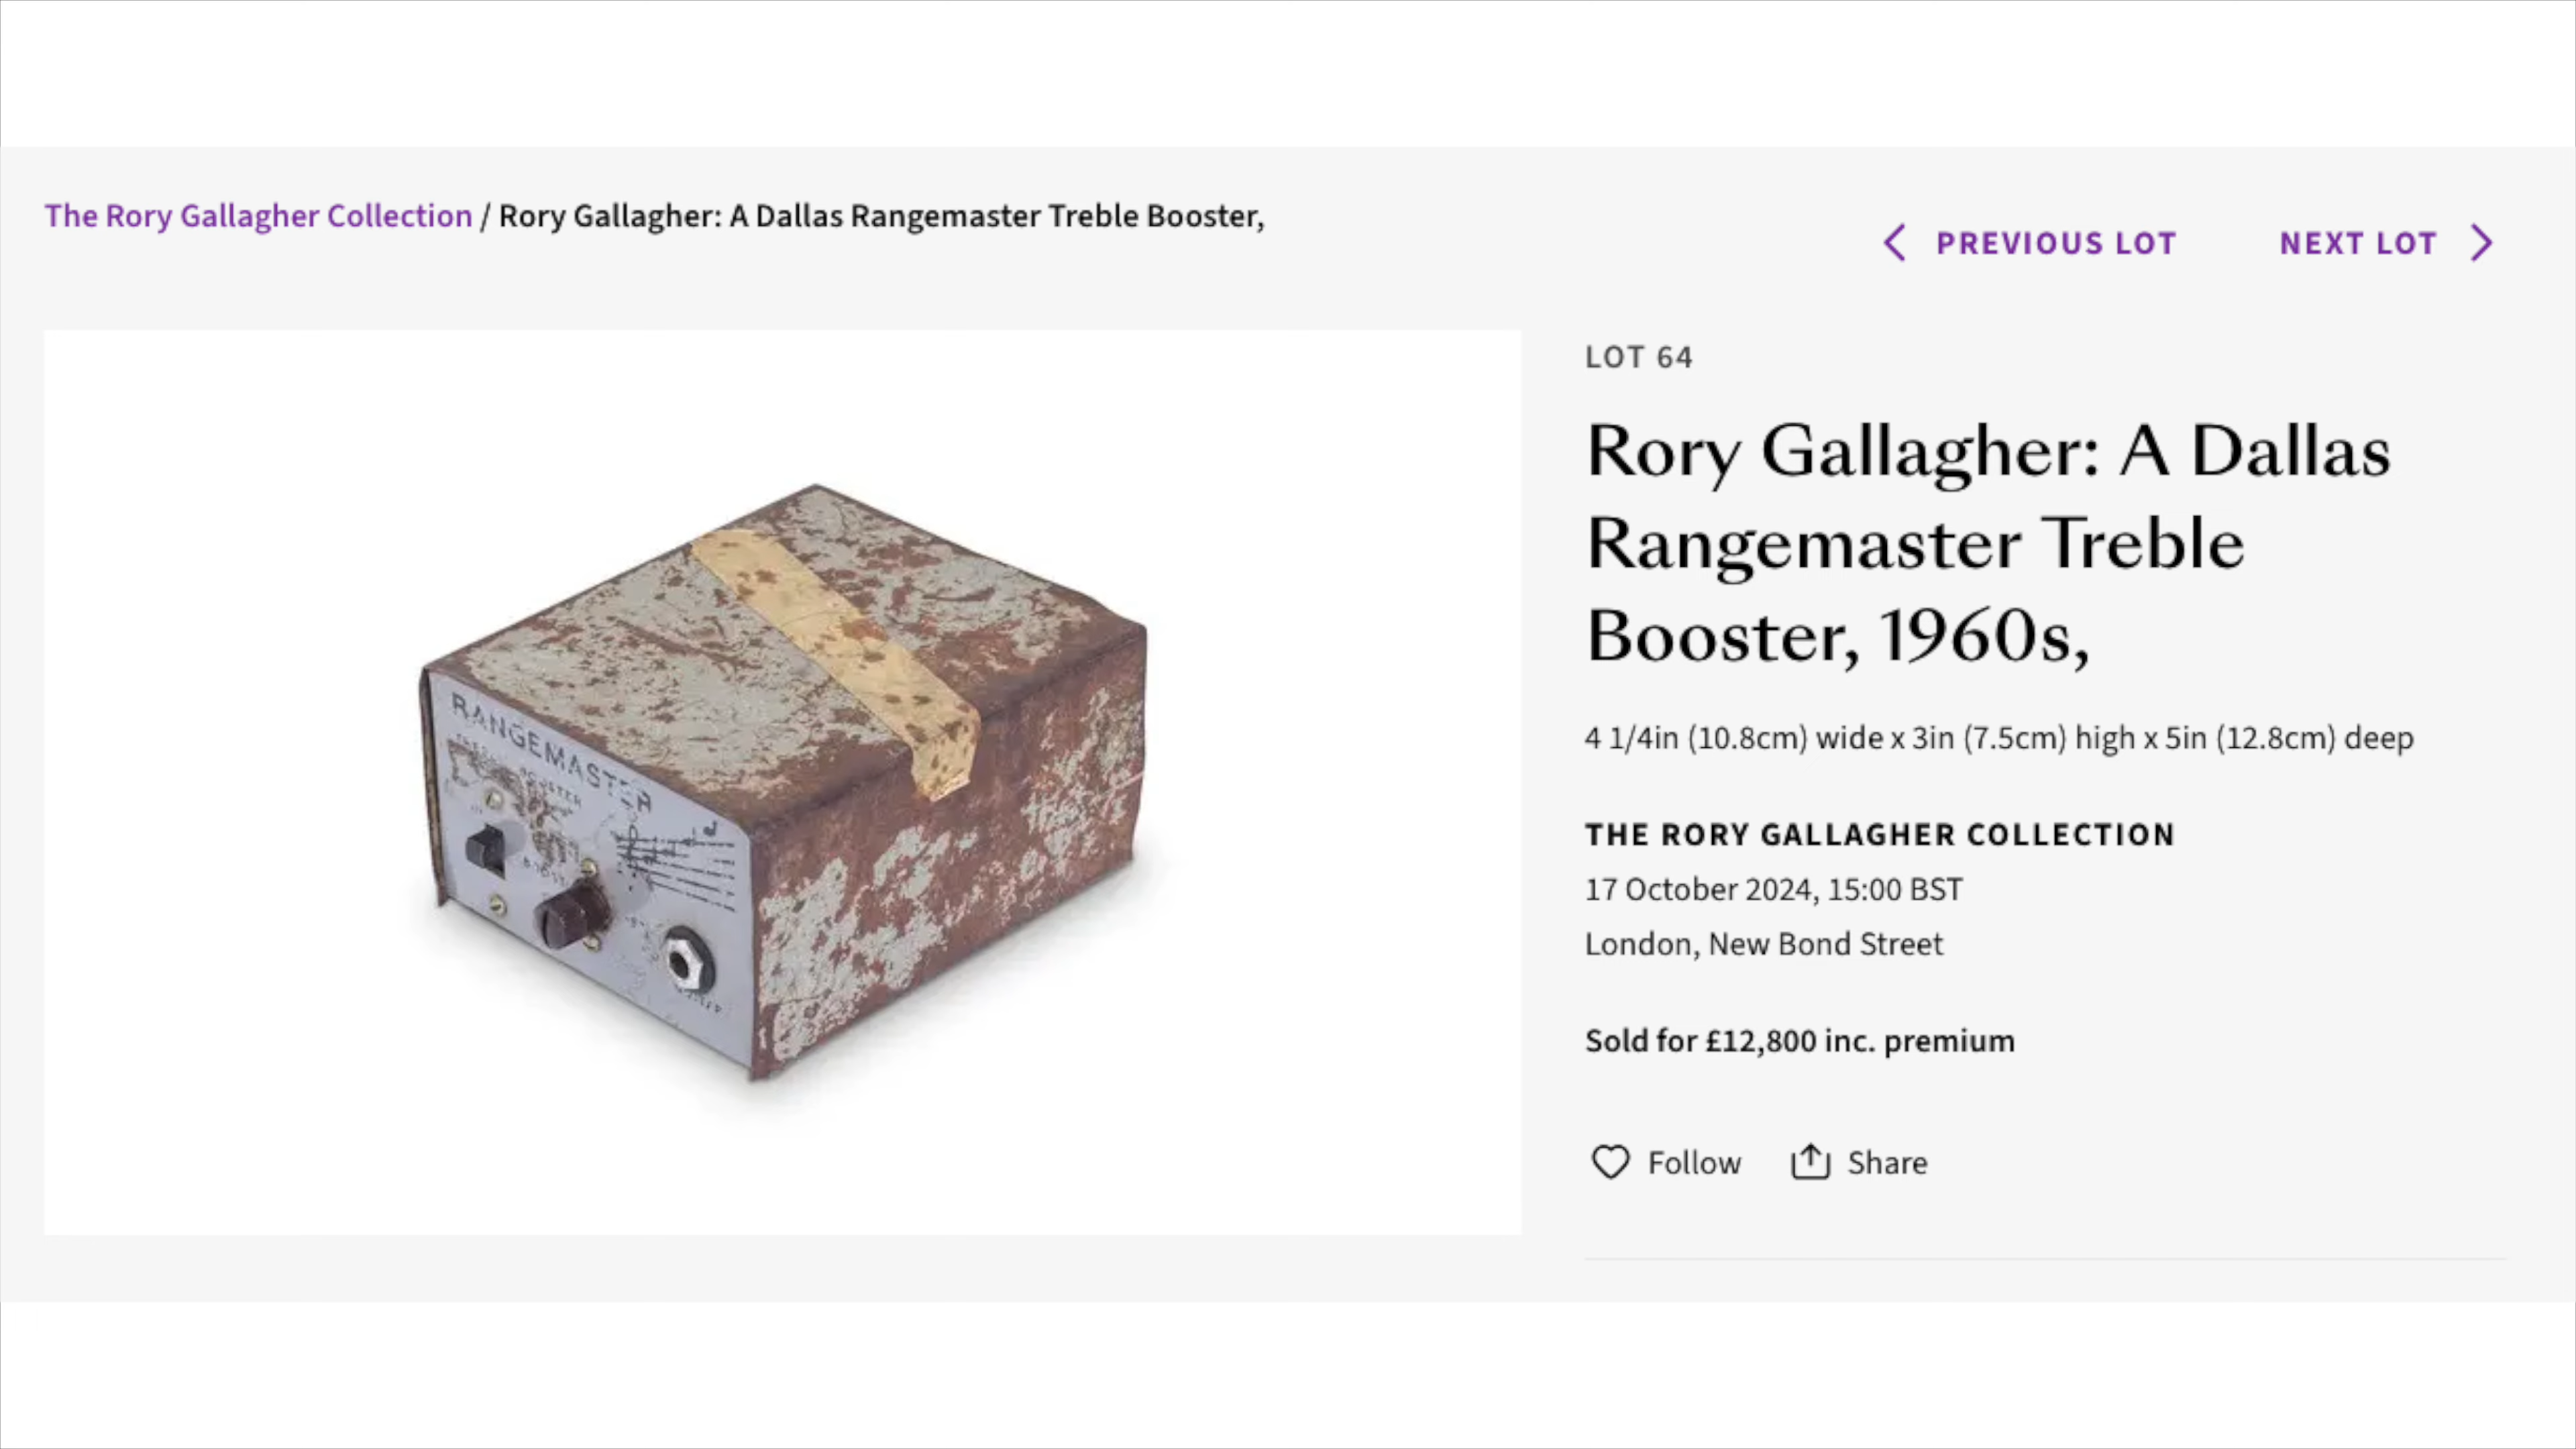 The Rory Gallagher Collection / Rory Gallagher: A Dallas Rangemaster Treble Booster,
PREVIOUS LOT
NEXT LOT
LOT 64
Rory Gallagher: A Dallas
Rangemaster Treble
Booster, 1960s,
4 1/4in (10.8cm) wide x 3in (7.5cm) high x 5in (12.8cm) deep
THE RORY GALLAGHER COLLECTION
17 October 2024, 15:00 BST
London, New Bond Street
Sold for £12,800 inc. premium
Follow
Share
RANGEMASTER
BOOSTER